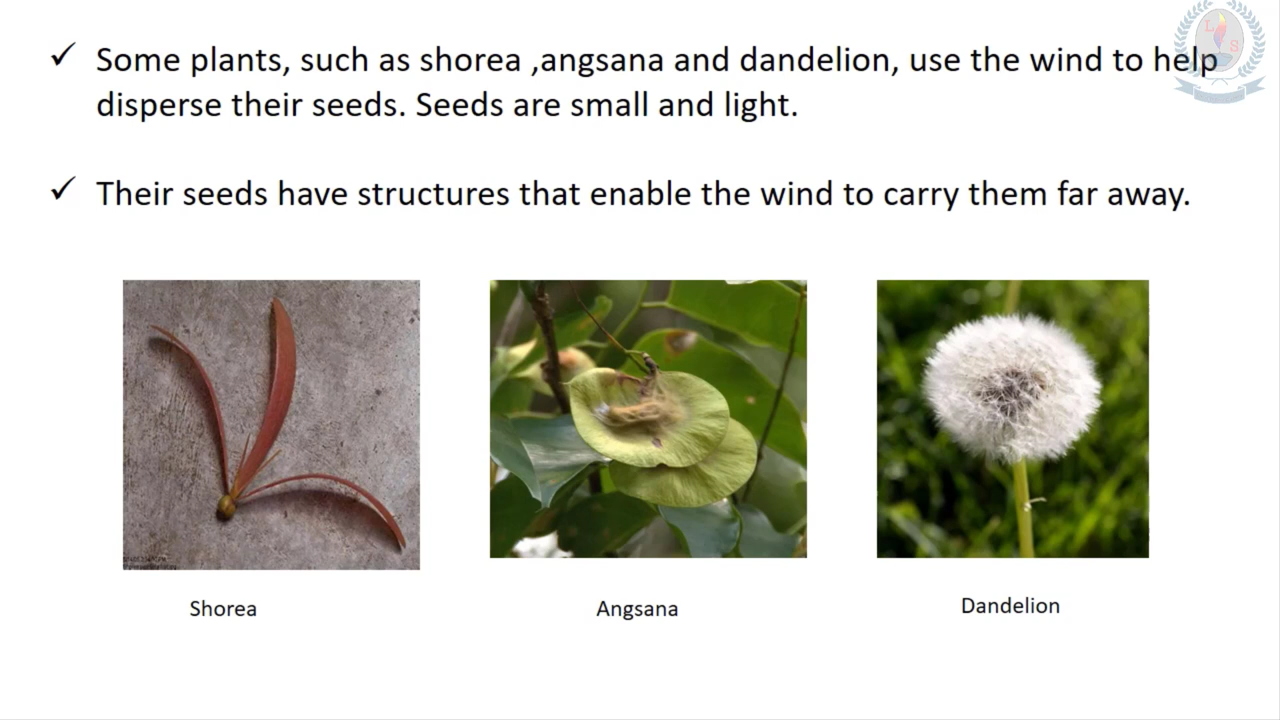 ✓ Some plants, such as shorea ,angsana and dandelion, use the wind to help
disperse their seeds. Seeds are small and light.
✓ Their seeds have structures that enable the wind to carry them far away.
L
S
Shorea
Angsana
Dandelion